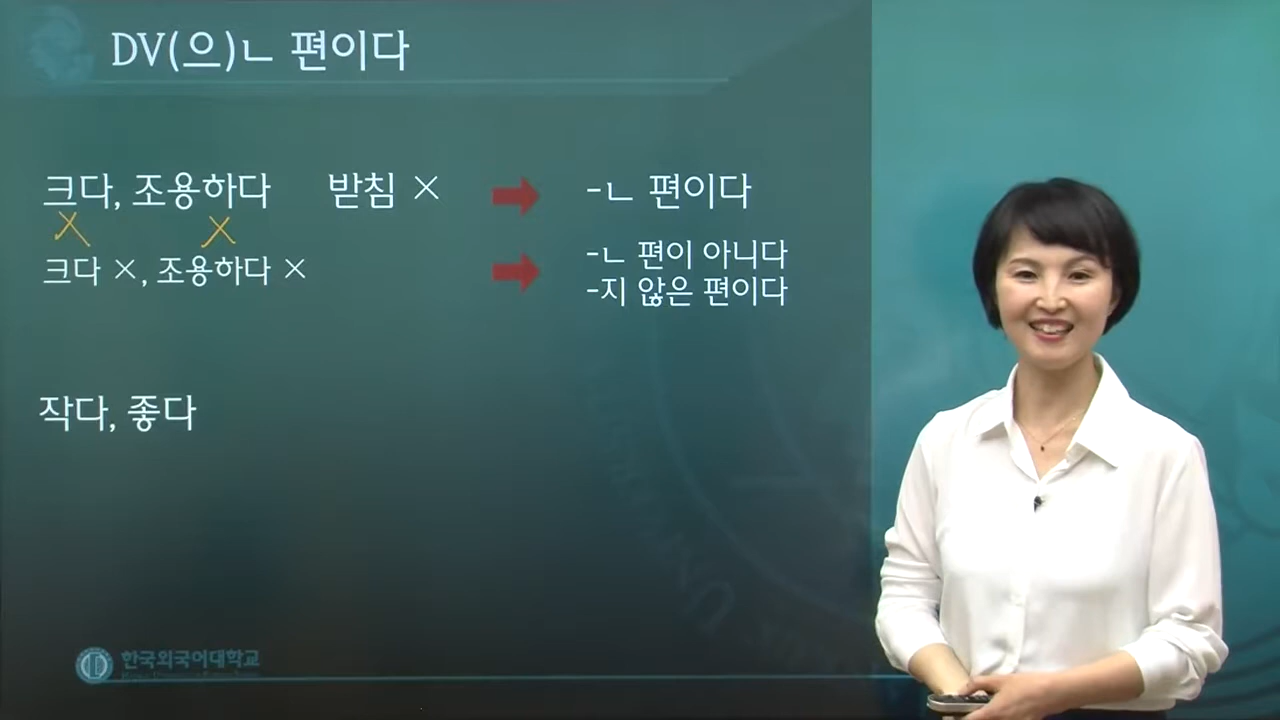 DV(으)ㄴ 편이다
크다, 조용하다 받침 × -ㄴ 편이다
크다 ×, 조용하다 × -ㄴ 편이 아니다
-지 않은 편이다
작다, 좋다
한국외국어대학교